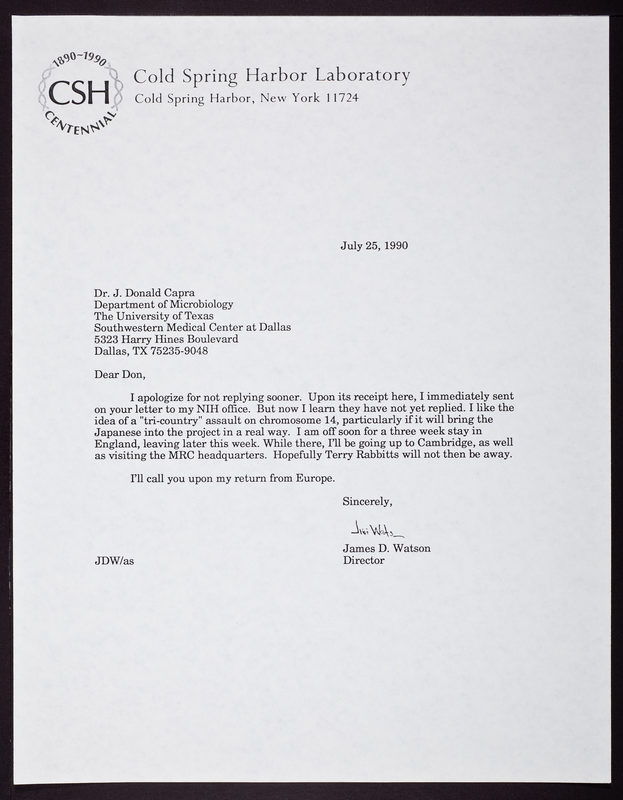 1890~1990
CSH
CENTENNIAL
Cold Spring Harbor Laboratory
Cold Spring Harbor, New York 11724
July 25, 1990
Dr. J. Donald Capra
Department of Microbiology
The University of Texas
Southwestern Medical Center at Dallas
5323 Harry Hines Boulevard
Dallas, TX 75235-9048
Dear Don,
I apologize for not replying sooner. Upon its receipt here, I immediately sent
on your letter to my NIH office. But now I learn they have not yet replied. I like the
idea of a "tri-country" assault on chromosome 14, particularly if it will bring the
Japanese into the project in a real way. I am off soon for a three week stay in
England, leaving later this week. While there, I'll be going up to Cambridge, as well
as visiting the MRC headquarters. Hopefully Terry Rabbitts will not then be away.
I'll call you upon my return from Europe.
Sincerely,
Jim Watson
James D. Watson
JDW/as
Director